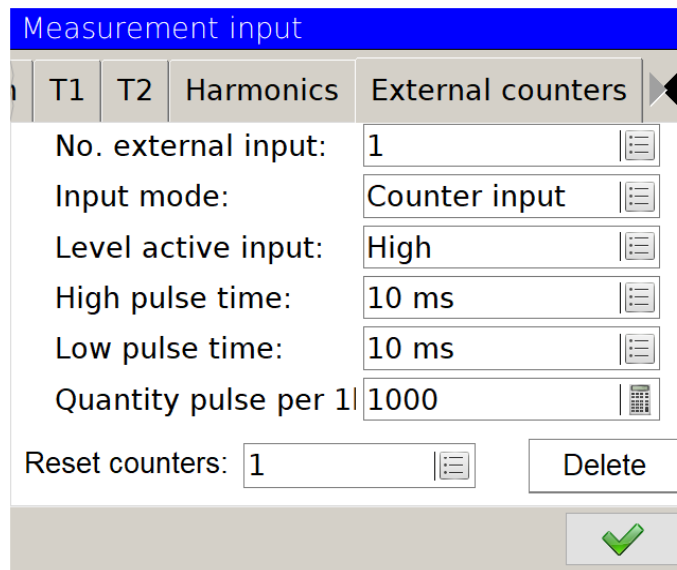 Measurement input
T1 T2 Harmonics External counters
No. external input: 1
Input mode: Counter input
Level active input: High
High pulse time: 10 ms
Low pulse time: 10 ms
Quantity pulse per 1 1000
Reset counters: 1 Delete